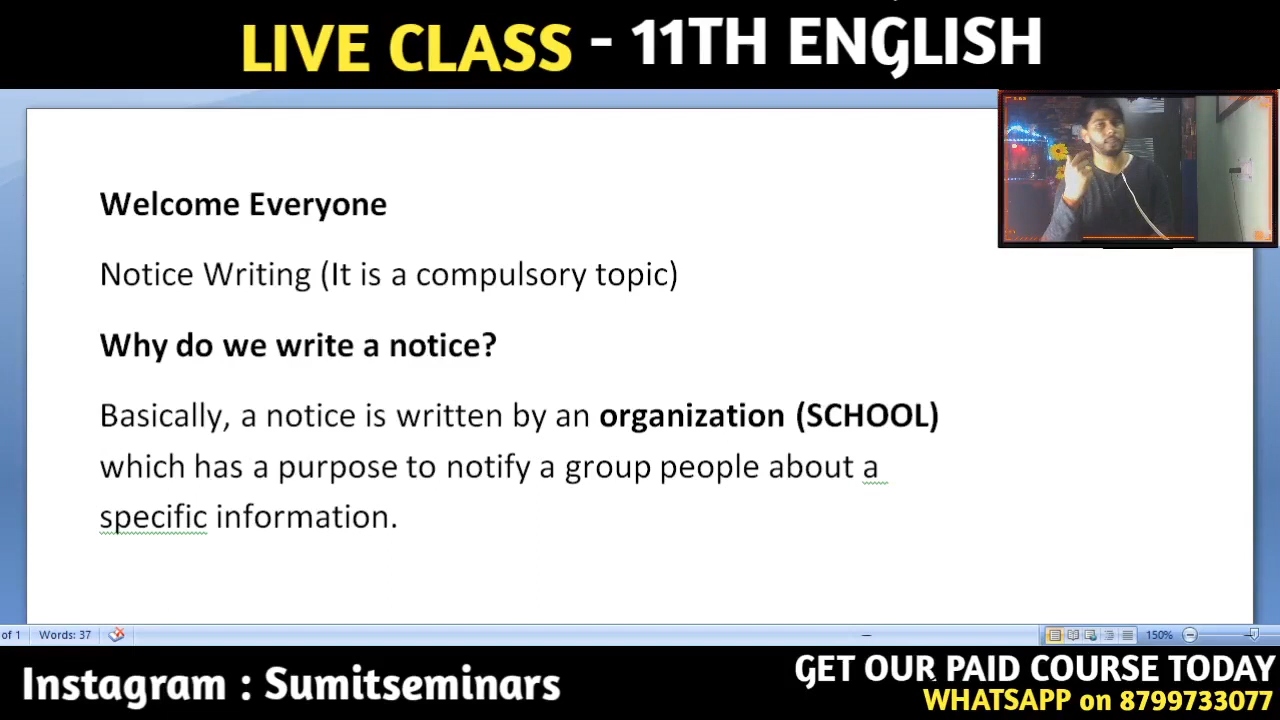 LIVE CLASS - 11TH ENGLISH
Welcome Everyone
Notice Writing (It is a compulsory topic)
Why do we write a notice?
Basically, a notice is written by an organization (SCHOOL)
which has a purpose to notify a group people about a
specific information.
of 1 Words: 37 150%
Instagram : Sumitseminars
GET OUR PAID COURSE TODAY
WHATSAPP on 8799733077